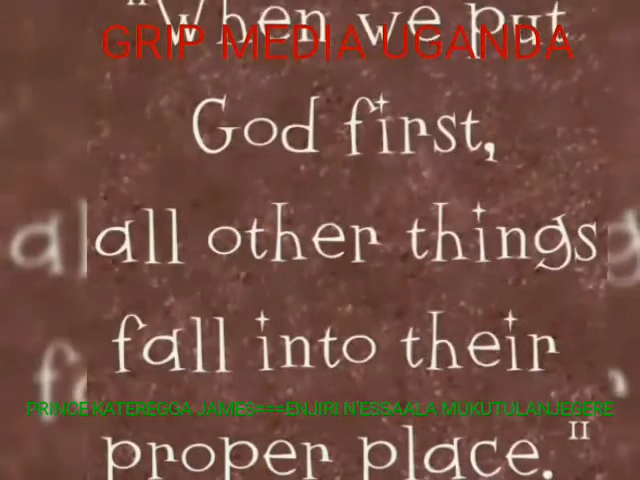 "When we put
GRIP MEDIA UGANDA
God first,
all other things
fall into their
PRINCE KATEREGGA JAMES===ENJIRI N'ESSAALA MUKUTULANJEGERE
proper place."